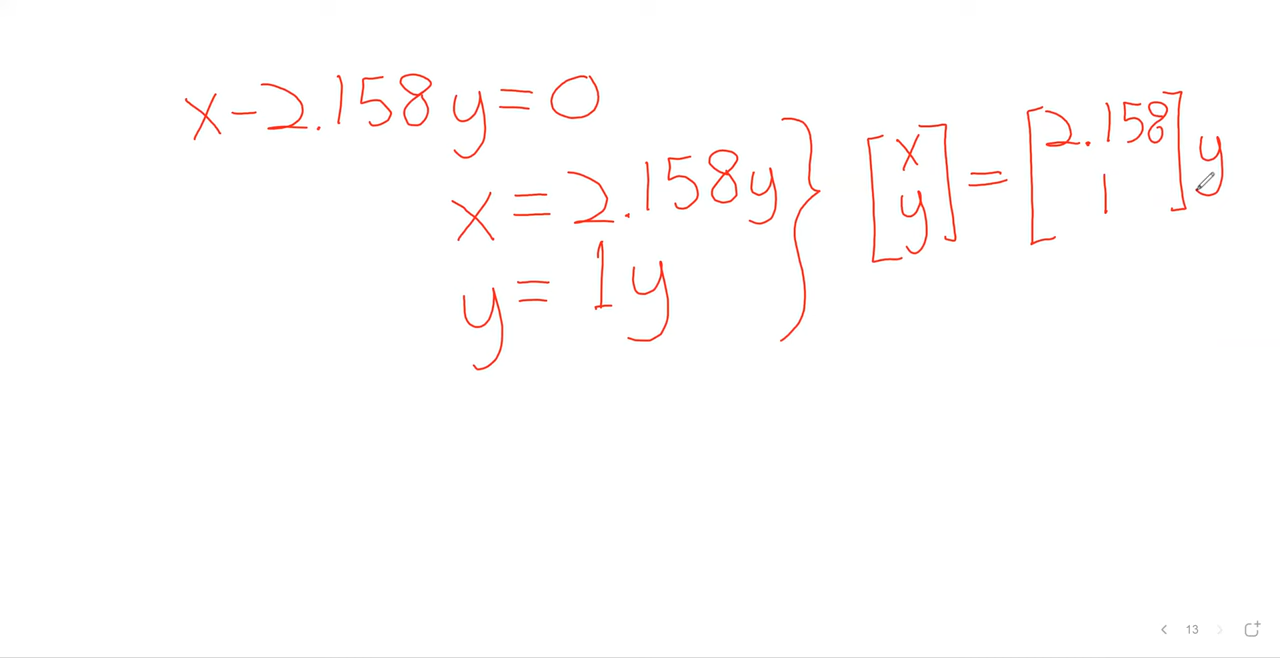 x-2.158y=0
x=2.158y
y=1y
[x y] = [2.158 1] y
13